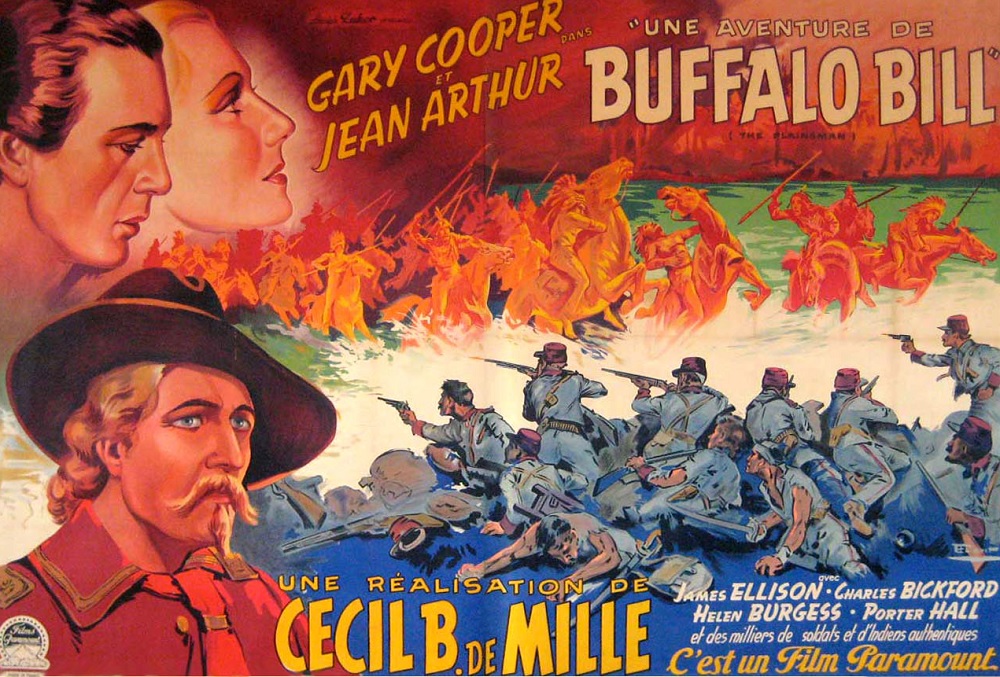 GARY COOPER
DANS
ET
JEAN ARTHUR
"UNE AVENTURE DE
BUFFALO BILL"
(THE PLAINSMAN)
UNE RÉALISATION DE
CECIL B. DE MILLE
avec
JAMES ELLISON · CHARLES BICKFORD
HELEN BURGESS · PORTER HALL
et des milliers de soldats et d'Indiens authentiques
C'est un Film Paramount
Films
Paramount